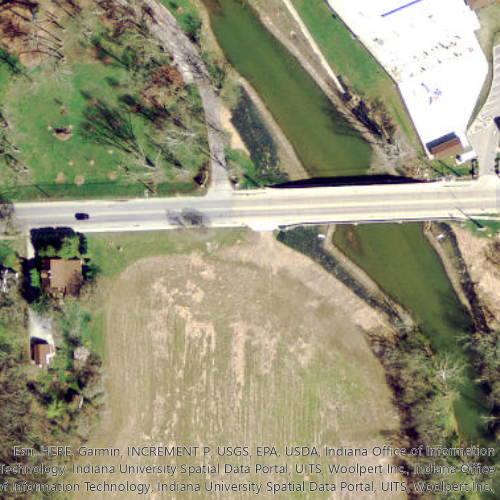 Esri, HERE, Garmin, INCREMENT P, USGS, EPA, USDA, Indiana Office of Information
Technology, Indiana University Spatial Data Portal, UITS, Woolpert Inc., Indiana Office
of Information Technology, Indiana University Spatial Data Portal, UITS, Woolpert Inc.,